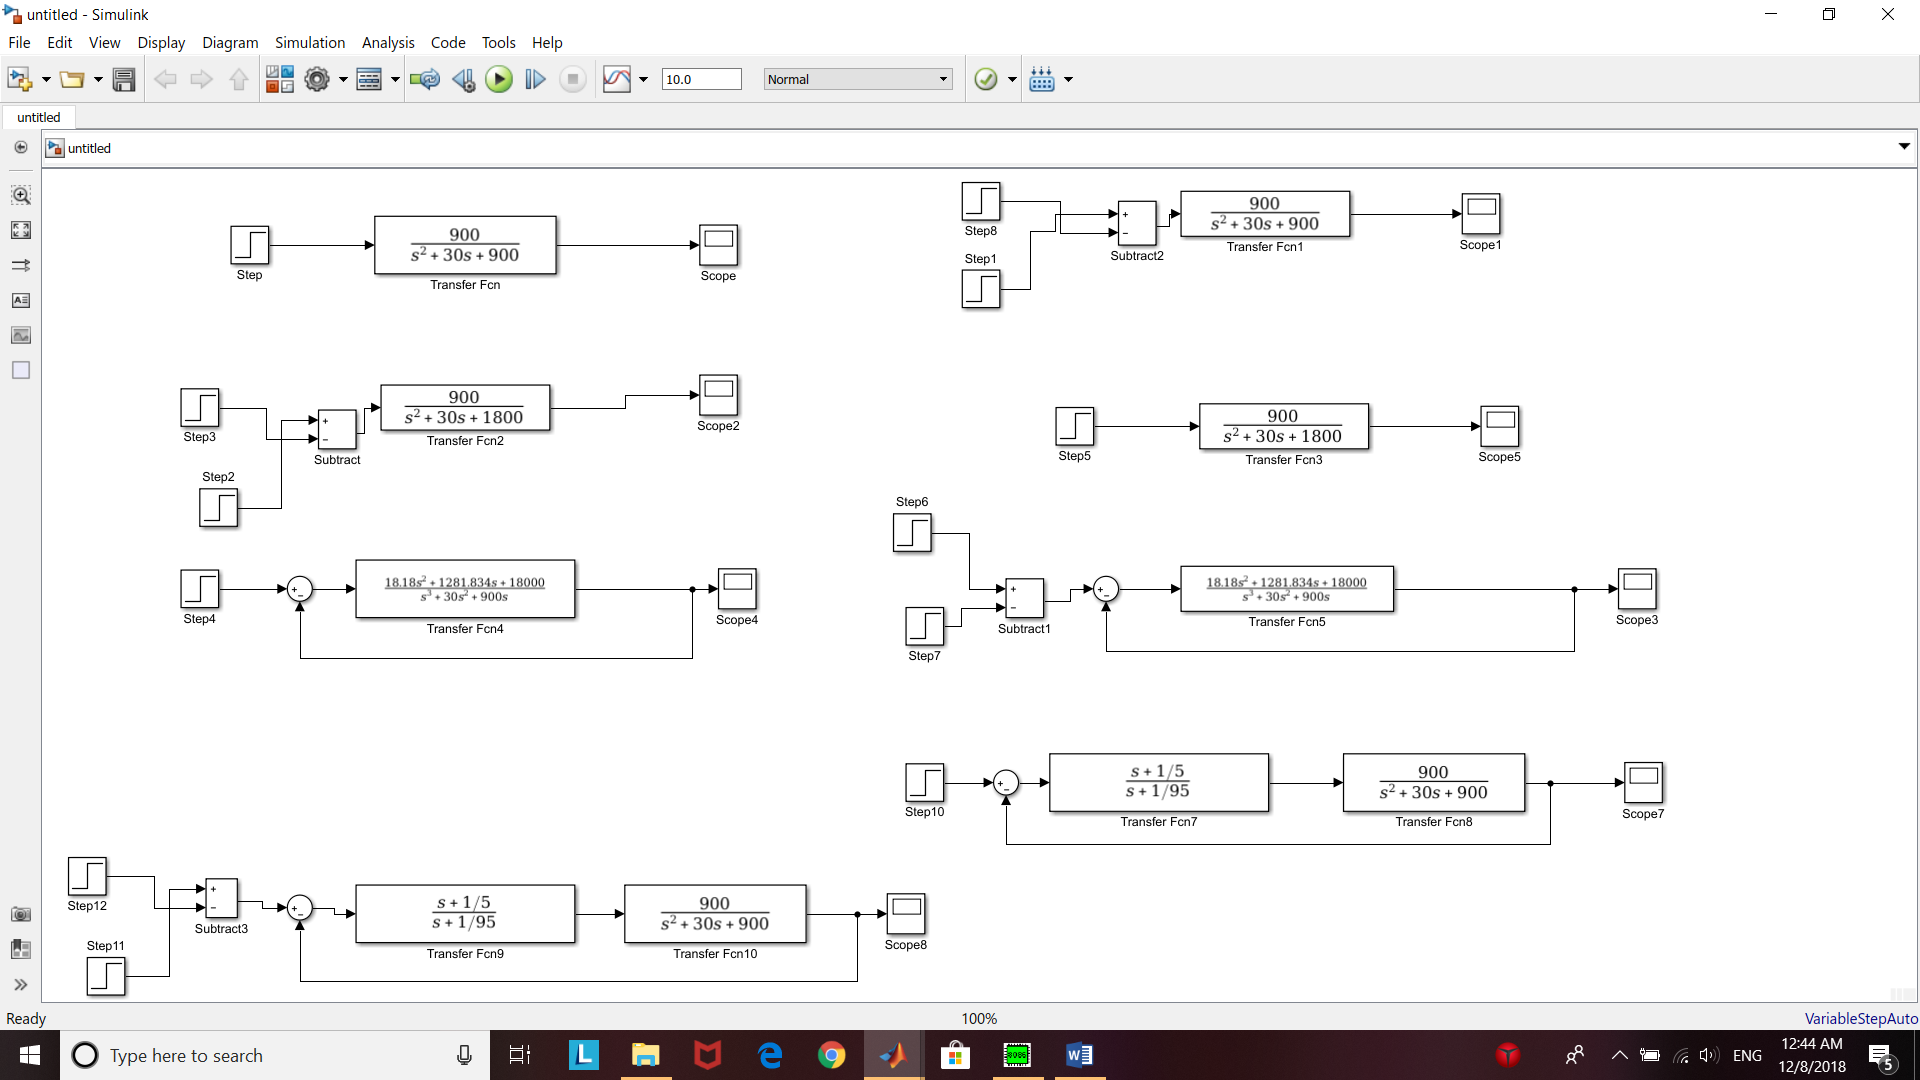 untitled - Simulink
File Edit View Display Diagram Simulation Analysis Code Tools Help
10.0 Normal
untitled
untitled
Step
900
s² + 30s + 900
Transfer Fcn
Scope
Step8
Step1
+
−
Subtract2
900
s² + 30s + 900
Transfer Fcn1
Scope1
Step3
Step2
+
−
Subtract
900
s² + 30s + 1800
Transfer Fcn2
Scope2
Step5
900
s² + 30s + 1800
Transfer Fcn3
Scope5
Step4
+
−
18.18s² + 1281.834s + 18000
s³ + 30s² + 900s
Transfer Fcn4
Scope4
Step6
Step7
+
−
Subtract1
+
−
18.18s² + 1281.834s + 18000
s³ + 30s² + 900s
Transfer Fcn5
Scope3
Step10
+
−
s + 1/5
s + 1/95
Transfer Fcn7
900
s² + 30s + 900
Transfer Fcn8
Scope7
Step12
Step11
+
−
Subtract3
+
−
s + 1/5
s + 1/95
Transfer Fcn9
900
s² + 30s + 900
Transfer Fcn10
Scope8
Ready 100% VariableStepAuto
Type here to search
L
8086
W
ENG
12:44 AM
12/8/2018
5